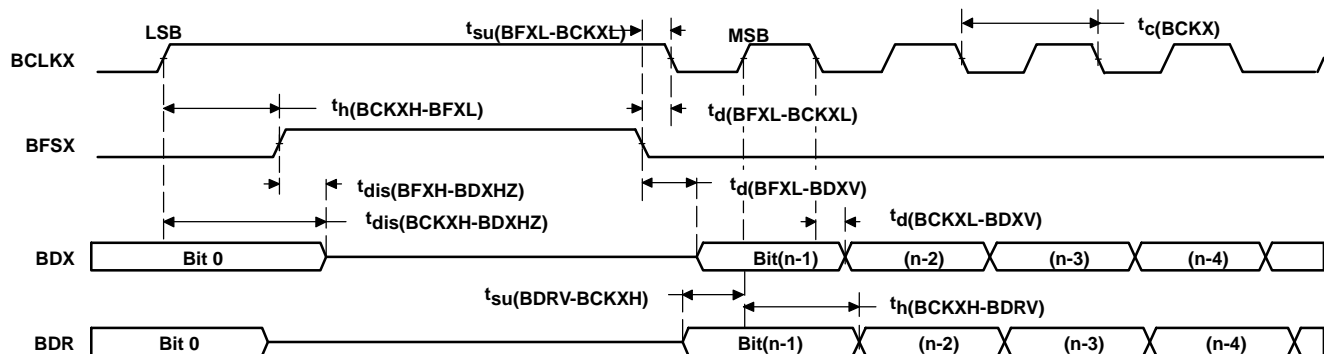 LSB tsu(BFXL-BCKXL) MSB tc(BCKX)
BCLKX
th(BCKXH-BFXL) td(BFXL-BCKXL)
BFSX
tdis(BFXH-BDXHZ) td(BFXL-BDXV)
tdis(BCKXH-BDXHZ) td(BCKXL-BDXV)
BDX Bit 0 Bit(n-1) (n-2) (n-3) (n-4)
tsu(BDRV-BCKXH) th(BCKXH-BDRV)
BDR Bit 0 Bit(n-1) (n-2) (n-3) (n-4)